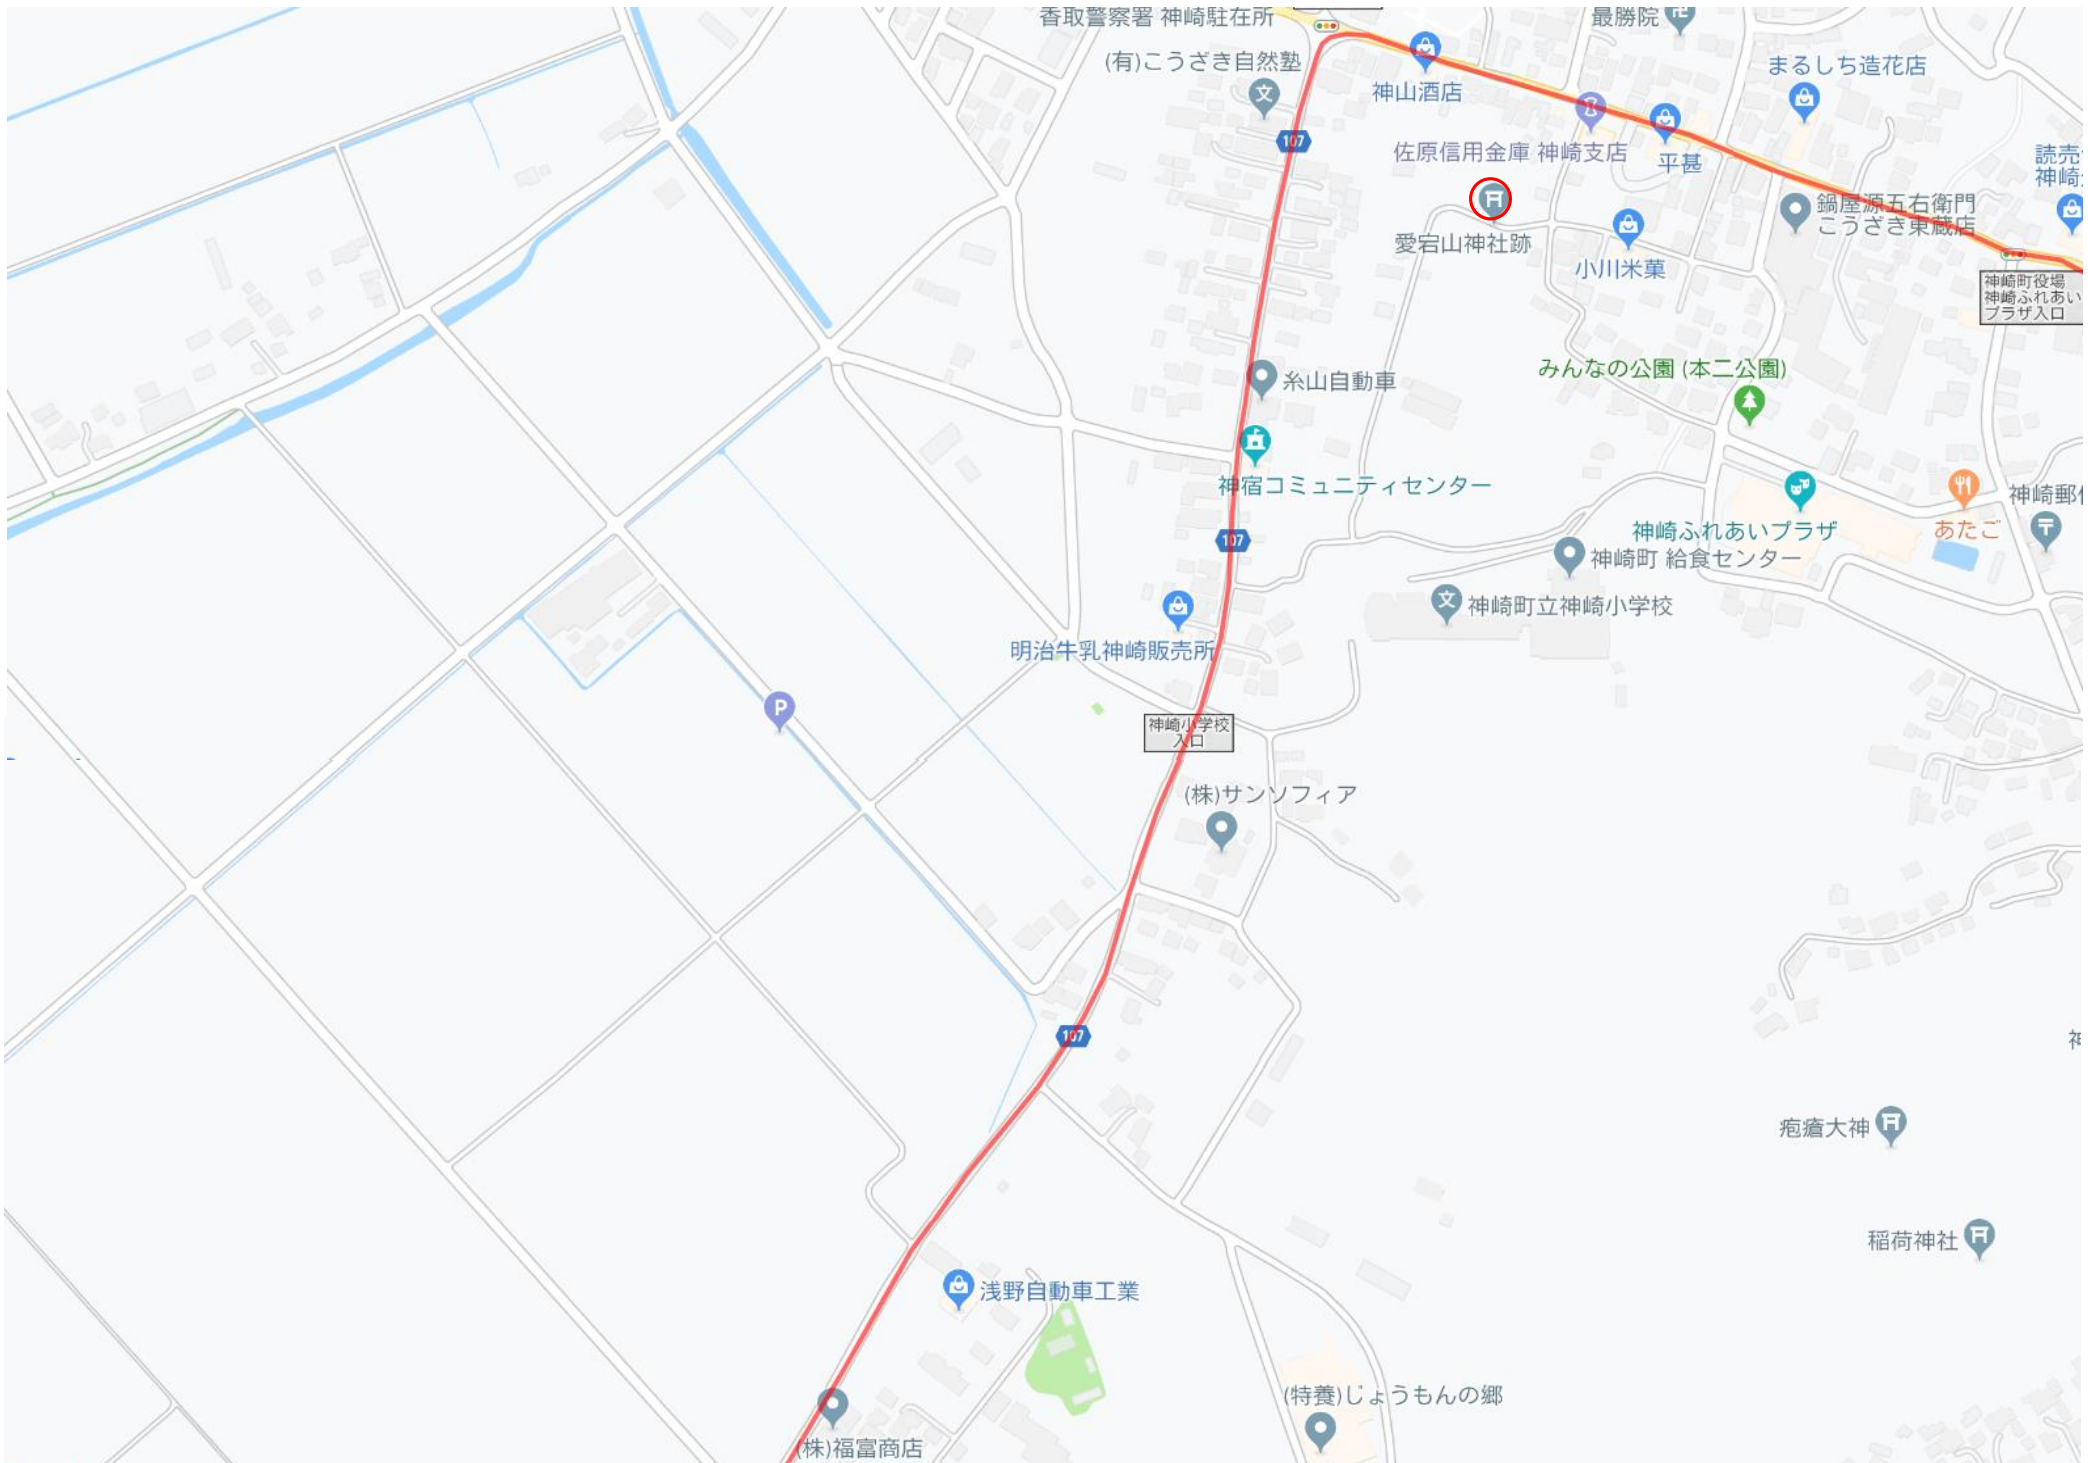 香取警察署 神崎駐在所
最勝院
(有)こうざき自然塾
神山酒店
まるしち造花店
107
佐原信用金庫 神崎支店
平甚
読売
神崎
鍋屋源五右衛門
こうざき東蔵店
愛宕山神社跡
小川米菓
神崎町役場
神崎ふれあい
プラザ入口
みんなの公園 (本二公園)
糸山自動車
神宿コミュニティセンター
神崎ふれあいプラザ
あたご
神崎郵
107
神崎町 給食センター
神崎町立神崎小学校
明治牛乳神崎販売所
P
神崎小学校
入口
(株)サンソフィア
107
神
疱瘡大神
稲荷神社
浅野自動車工業
(特養)じょうもんの郷
(株)福富商店